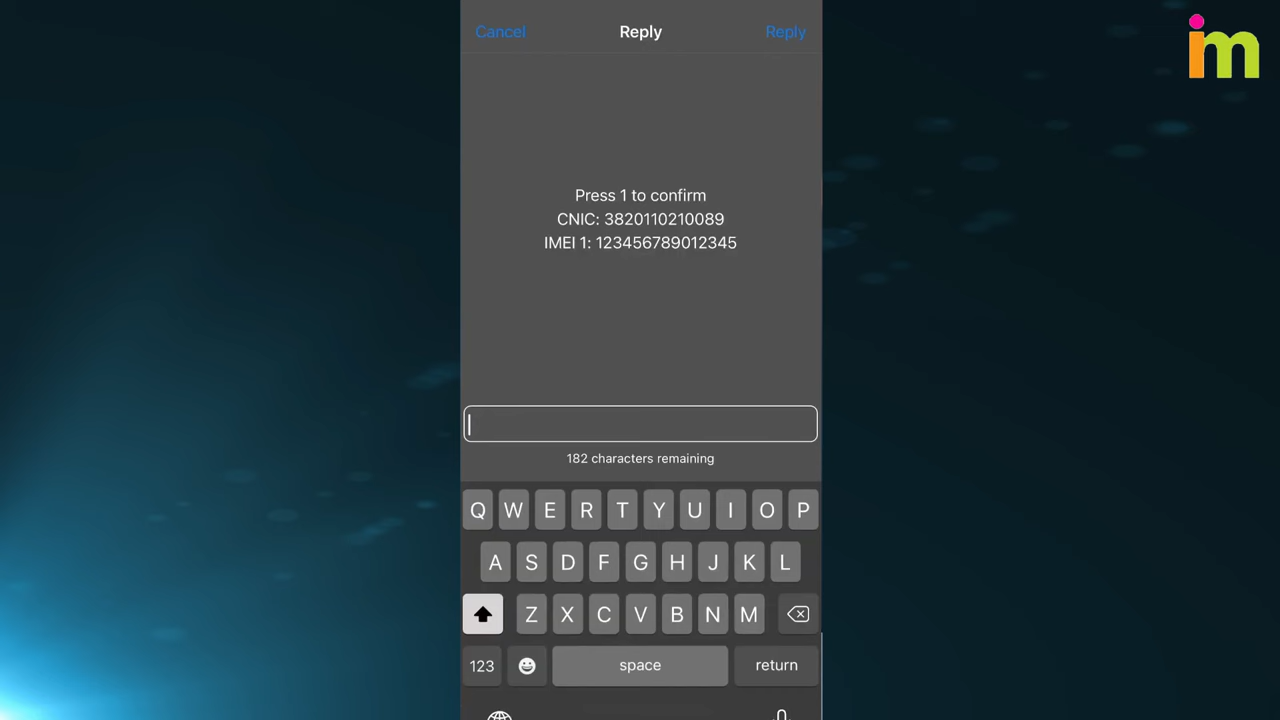 Cancel Reply Reply
im
Press 1 to confirm
CNIC: 3820110210089
IMEI 1: 123456789012345
182 characters remaining
Q W E R T Y U I O P
A S D F G H J K L
Z X C V B N M
123 space return